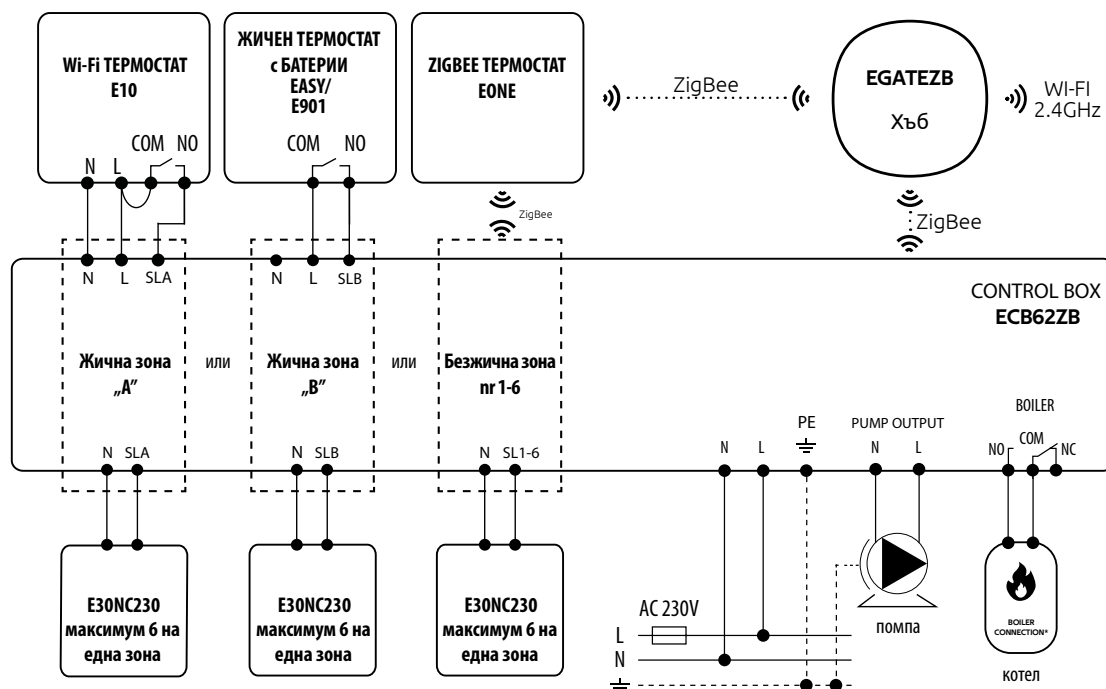 Wi-Fi ТЕРМОСТАТ
E10
N L COM NO
ЖИЧЕН ТЕРМОСТАТ
с БАТЕРИИ
EASY/
E901
COM NO
ZIGBEE ТЕРМОСТАТ
EONE
ZigBee
EGATEZB
Хъб
WI-FI
2.4GHz
ZigBee
ZigBee
N L SLA
N L SLB
CONTROL BOX
ECB62ZB
Жична зона
„A”
или
Жична зона
„B”
или
Безжична зона
nr 1-6
N SLA
N SLB
N SL1-6
N L PE
PUMP OUTPUT
N L
BOILER
NO COM NC
E30NC230
максимум 6 на
една зона
E30NC230
максимум 6 на
една зона
E30NC230
максимум 6 на
една зона
AC 230V
L
N
помпа
BOILER
CONNECTION*
котел